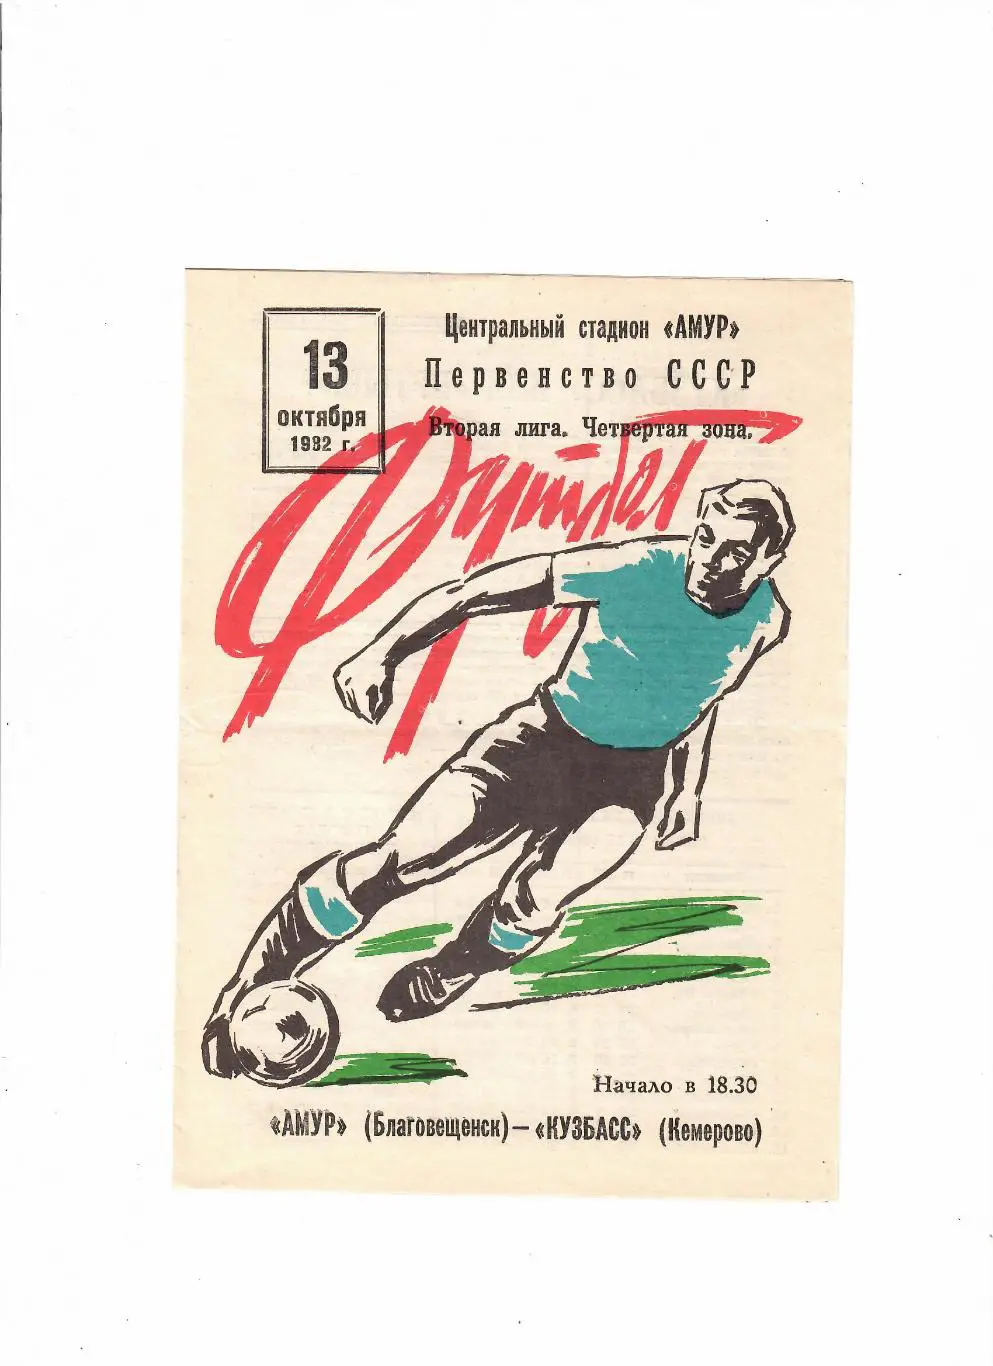 13
октября
1982 г.
Центральный стадион «АМУР»
Первенство СССР
Вторая лига. Четвертая зона.
Футбол
Начало в 18.30
«АМУР» (Благовещенск) — «КУЗБАСС» (Кемерово)